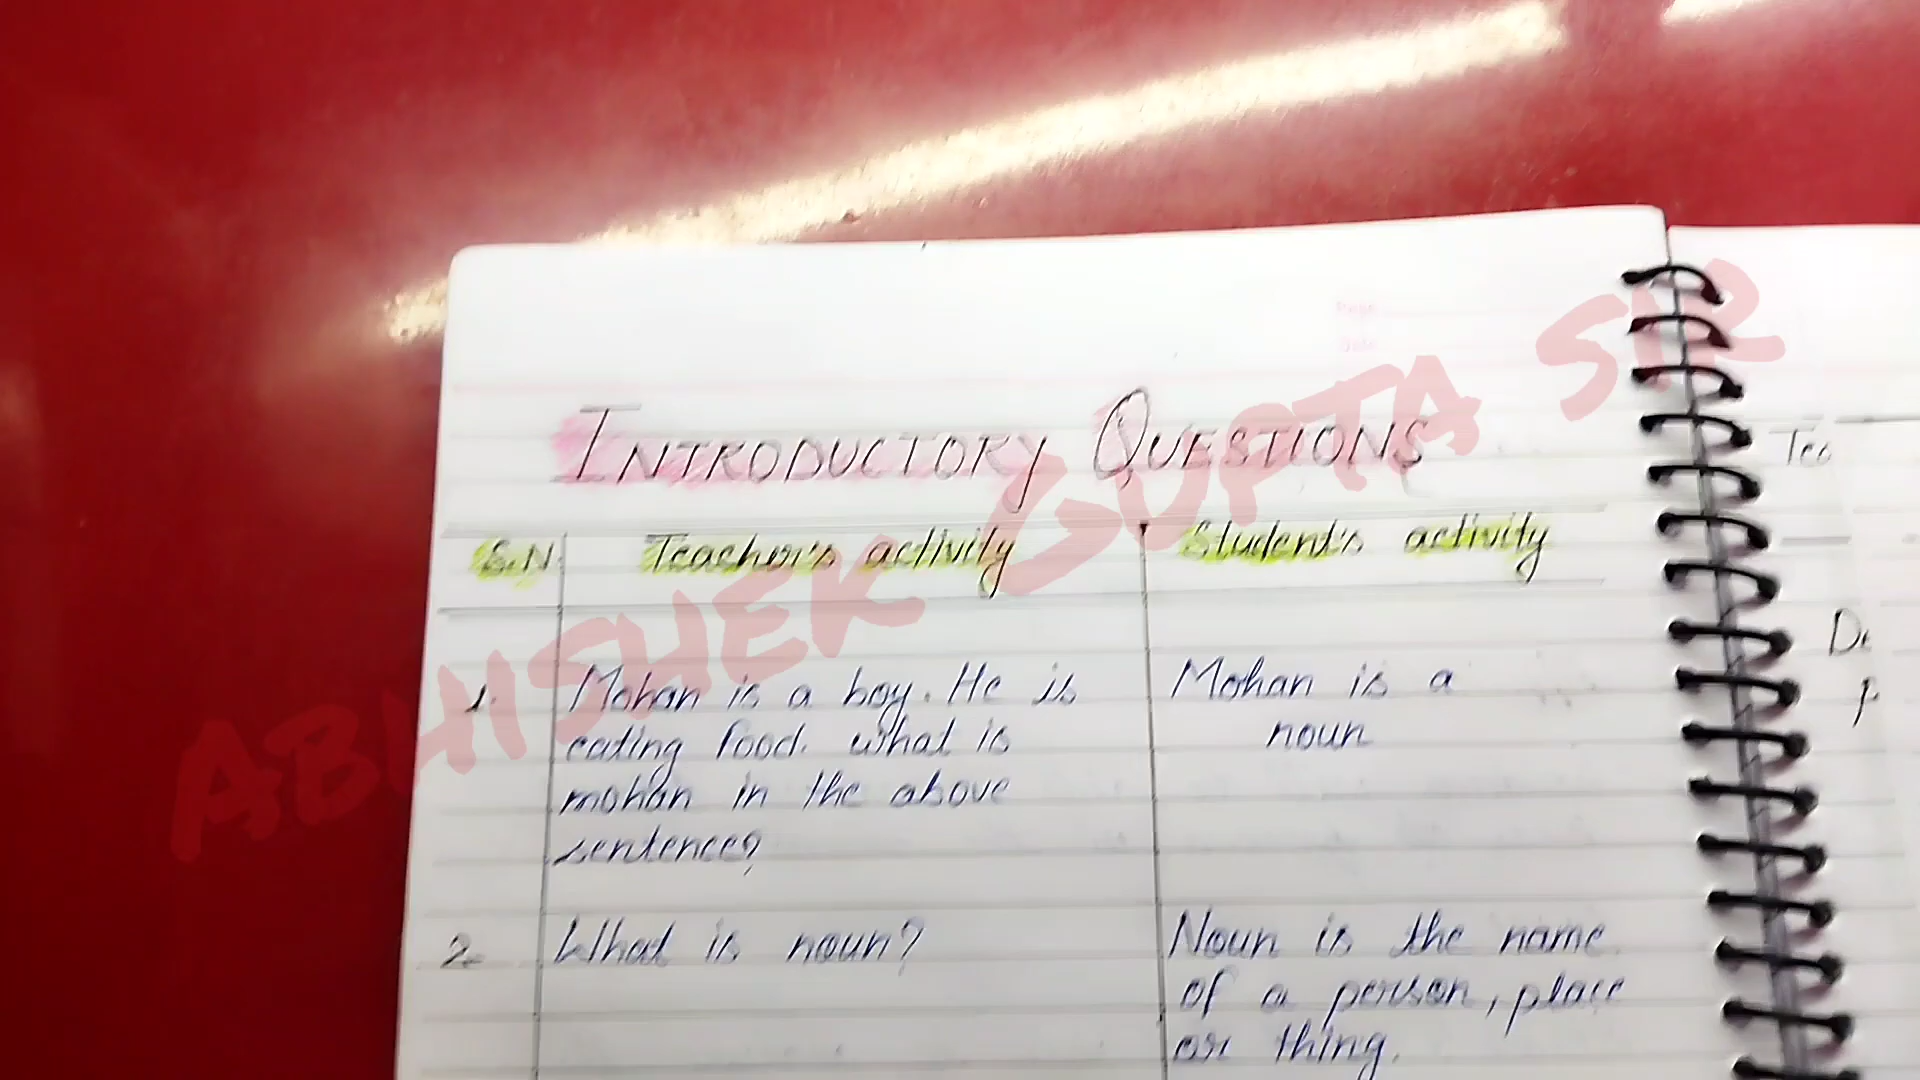 INTRODUCTORY QUESTIONS
S.N. Teacher's activity Student's activity
1. Mohan is a boy. He is
eating food. what is
mohan in the above
sentence?
Mohan is a
noun
2. What is noun?
Noun is the name
of a person, place
or thing.
ABHISHEK GUPTA SIR
Page
Date